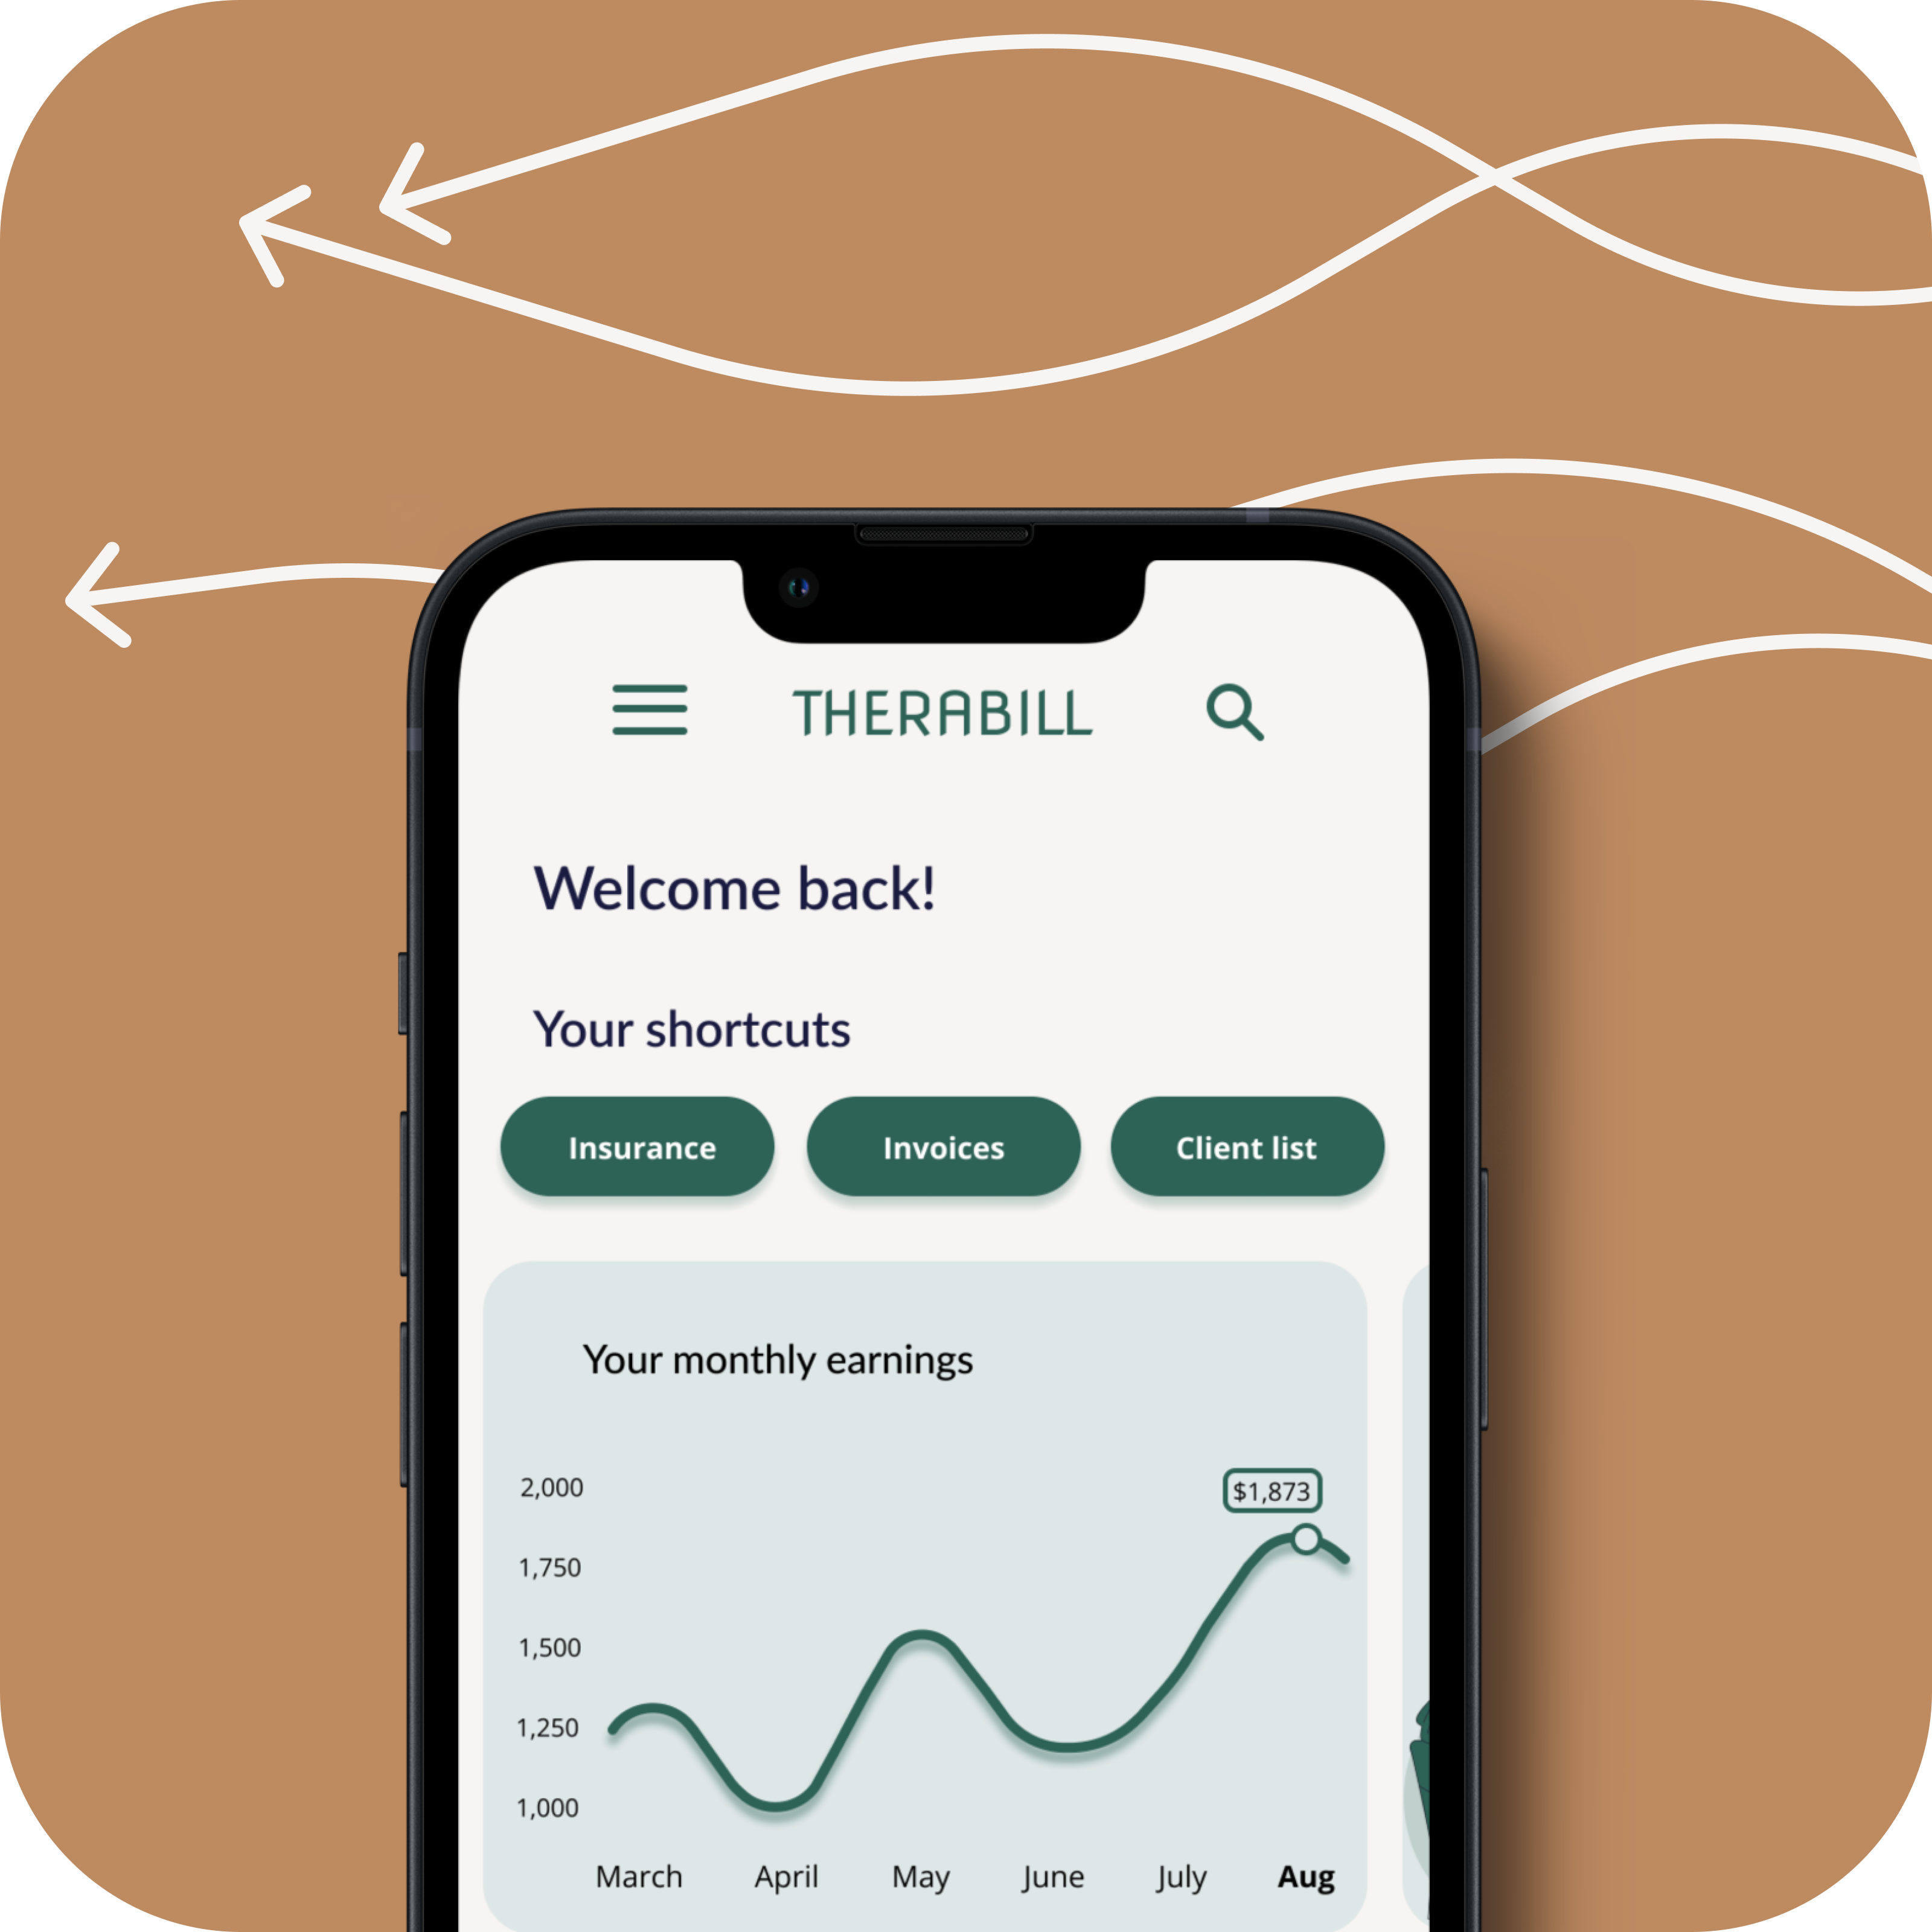 THERABILL
Welcome back!
Your shortcuts
Insurance Invoices Client list
Your monthly earnings
2,000
$1,873
1,750
1,500
1,250
1,000
March April May June July Aug